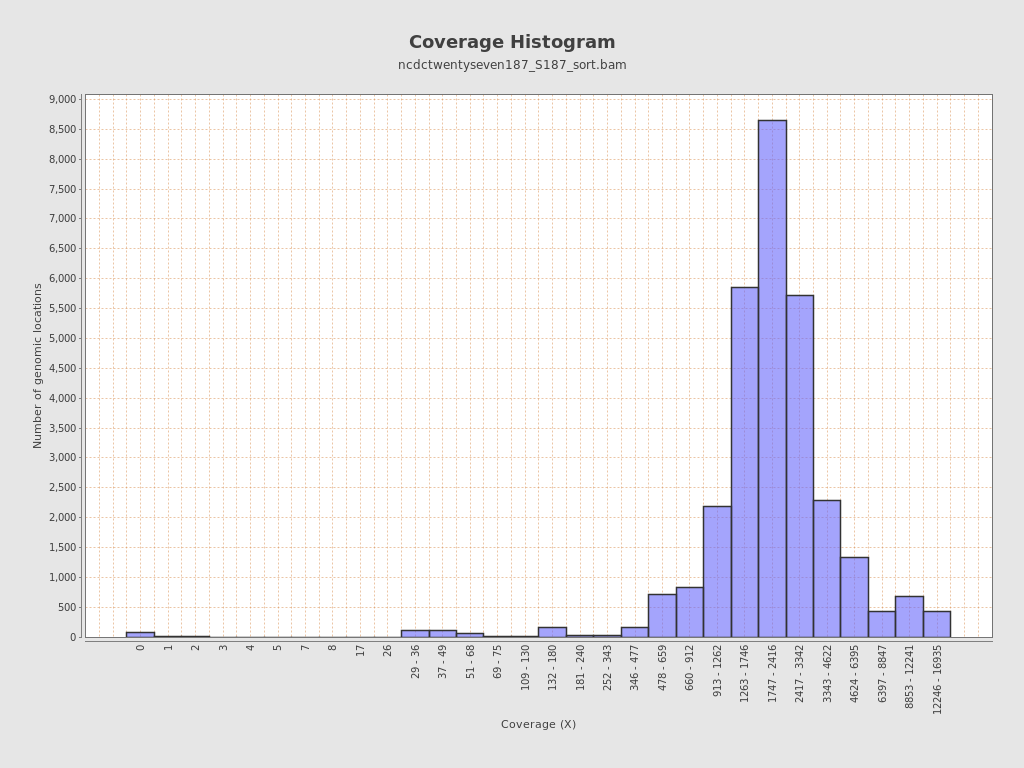 Coverage Histogram
ncdctwentyseven187_S187_sort.bam
Number of genomic locations
9,000
8,500
8,000
7,500
7,000
6,500
6,000
5,500
5,000
4,500
4,000
3,500
3,000
2,500
2,000
1,500
1,000
500
0
0
1
2
3
4
5
7
8
17
26
29 - 36
37 - 49
51 - 68
69 - 75
109 - 130
132 - 180
181 - 240
252 - 343
346 - 477
478 - 659
660 - 912
913 - 1262
1263 - 1746
1747 - 2416
2417 - 3342
3343 - 4622
4624 - 6395
6397 - 8847
8853 - 12241
12246 - 16935
Coverage (X)